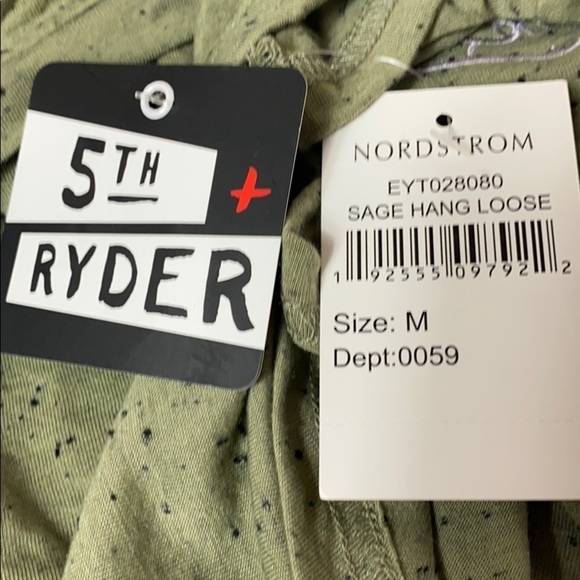 5TH
+
RYDER
NORDSTROM
EYT028080
SAGE HANG LOOSE
1 92555 09792 2
Size: M
Dept:0059